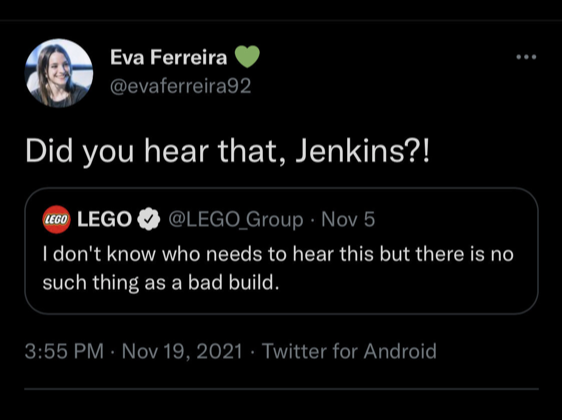 Eva Ferreira 💚
@evaferreira92
Did you hear that, Jenkins?!
LEGO LEGO @LEGO_Group · Nov 5
I don't know who needs to hear this but there is no
such thing as a bad build.
3:55 PM · Nov 19, 2021 · Twitter for Android